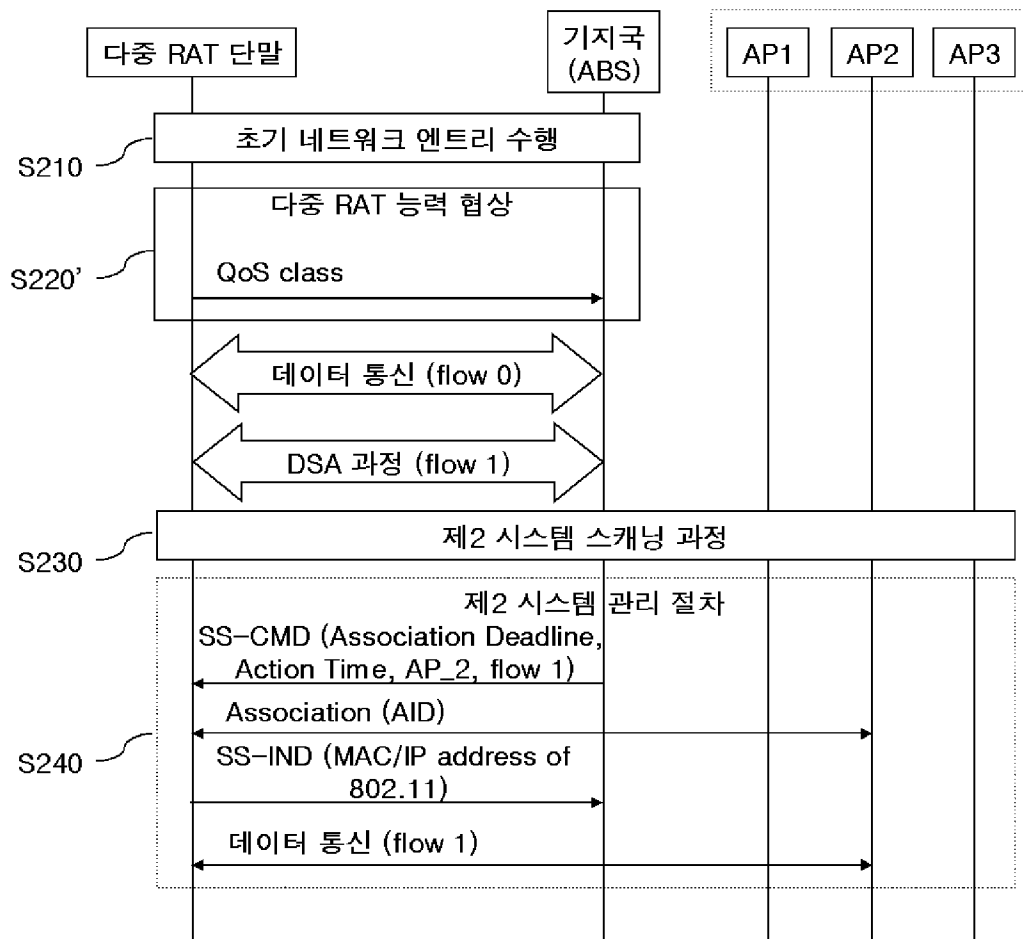 다중 RAT 단말
기지국
(ABS)
AP1
AP2
AP3
초기 네트워크 엔트리 수행
S210
다중 RAT 능력 협상
S220’
QoS class
데이터 통신 (flow 0)
DSA 과정 (flow 1)
제2 시스템 스캐닝 과정
S230
제2 시스템 관리 절차
SS-CMD (Association Deadline,
Action Time, AP_2, flow 1)
Association (AID)
S240
SS-IND (MAC/IP address of
802.11)
데이터 통신 (flow 1)